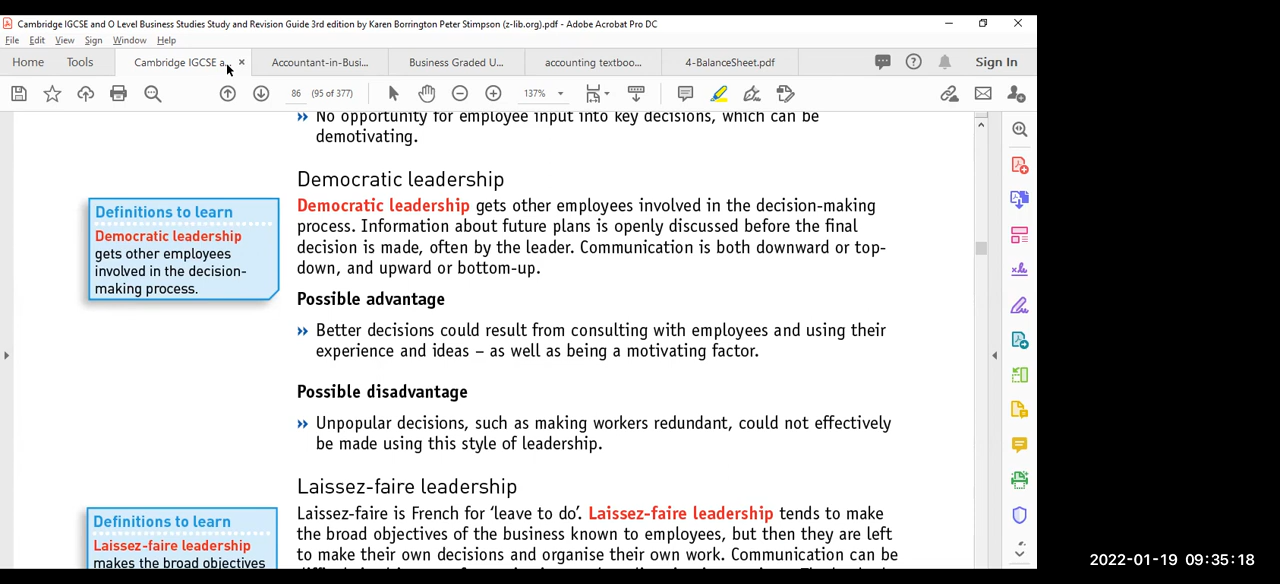 Cambridge IGCSE and O Level Business Studies Study and Revision Guide 3rd edition by Karen Borrington Peter Stimpson (z-lib.org).pdf - Adobe Acrobat Pro DC
File Edit View Sign Window Help
Home Tools Cambridge IGCSE a... × Accountant-in-Busi... Business Graded U... accounting textboo... 4-BalanceSheet.pdf Sign In
86 (95 of 377) 137%
» No opportunity for employee input into key decisions, which can be
demotivating.
Democratic leadership
Definitions to learn
Democratic leadership
gets other employees
involved in the decision-
making process.
Democratic leadership gets other employees involved in the decision-making
process. Information about future plans is openly discussed before the final
decision is made, often by the leader. Communication is both downward or top-
down, and upward or bottom-up.
Possible advantage
» Better decisions could result from consulting with employees and using their
experience and ideas – as well as being a motivating factor.
Possible disadvantage
» Unpopular decisions, such as making workers redundant, could not effectively
be made using this style of leadership.
Laissez-faire leadership
Definitions to learn
Laissez-faire leadership
makes the broad objectives
Laissez-faire is French for ‘leave to do’. Laissez-faire leadership tends to make
the broad objectives of the business known to employees, but then they are left
to make their own decisions and organise their own work. Communication can be
2022-01-19 09:35:18